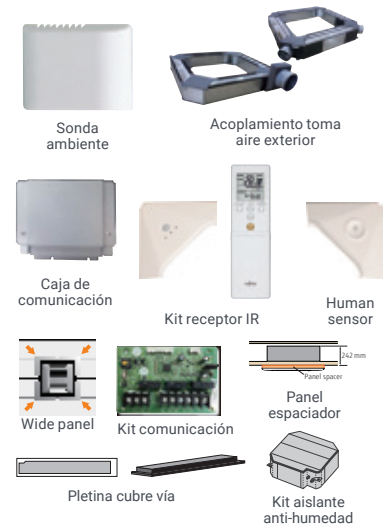 Sonda
ambiente
Acoplamiento toma
aire exterior
Caja de
comunicación
Kit receptor IR
Human
sensor
Wide panel
Kit comunicación
242 mm
Panel spacer
Panel
espaciador
Pletina cubre vía
Kit aislante
anti-humedad